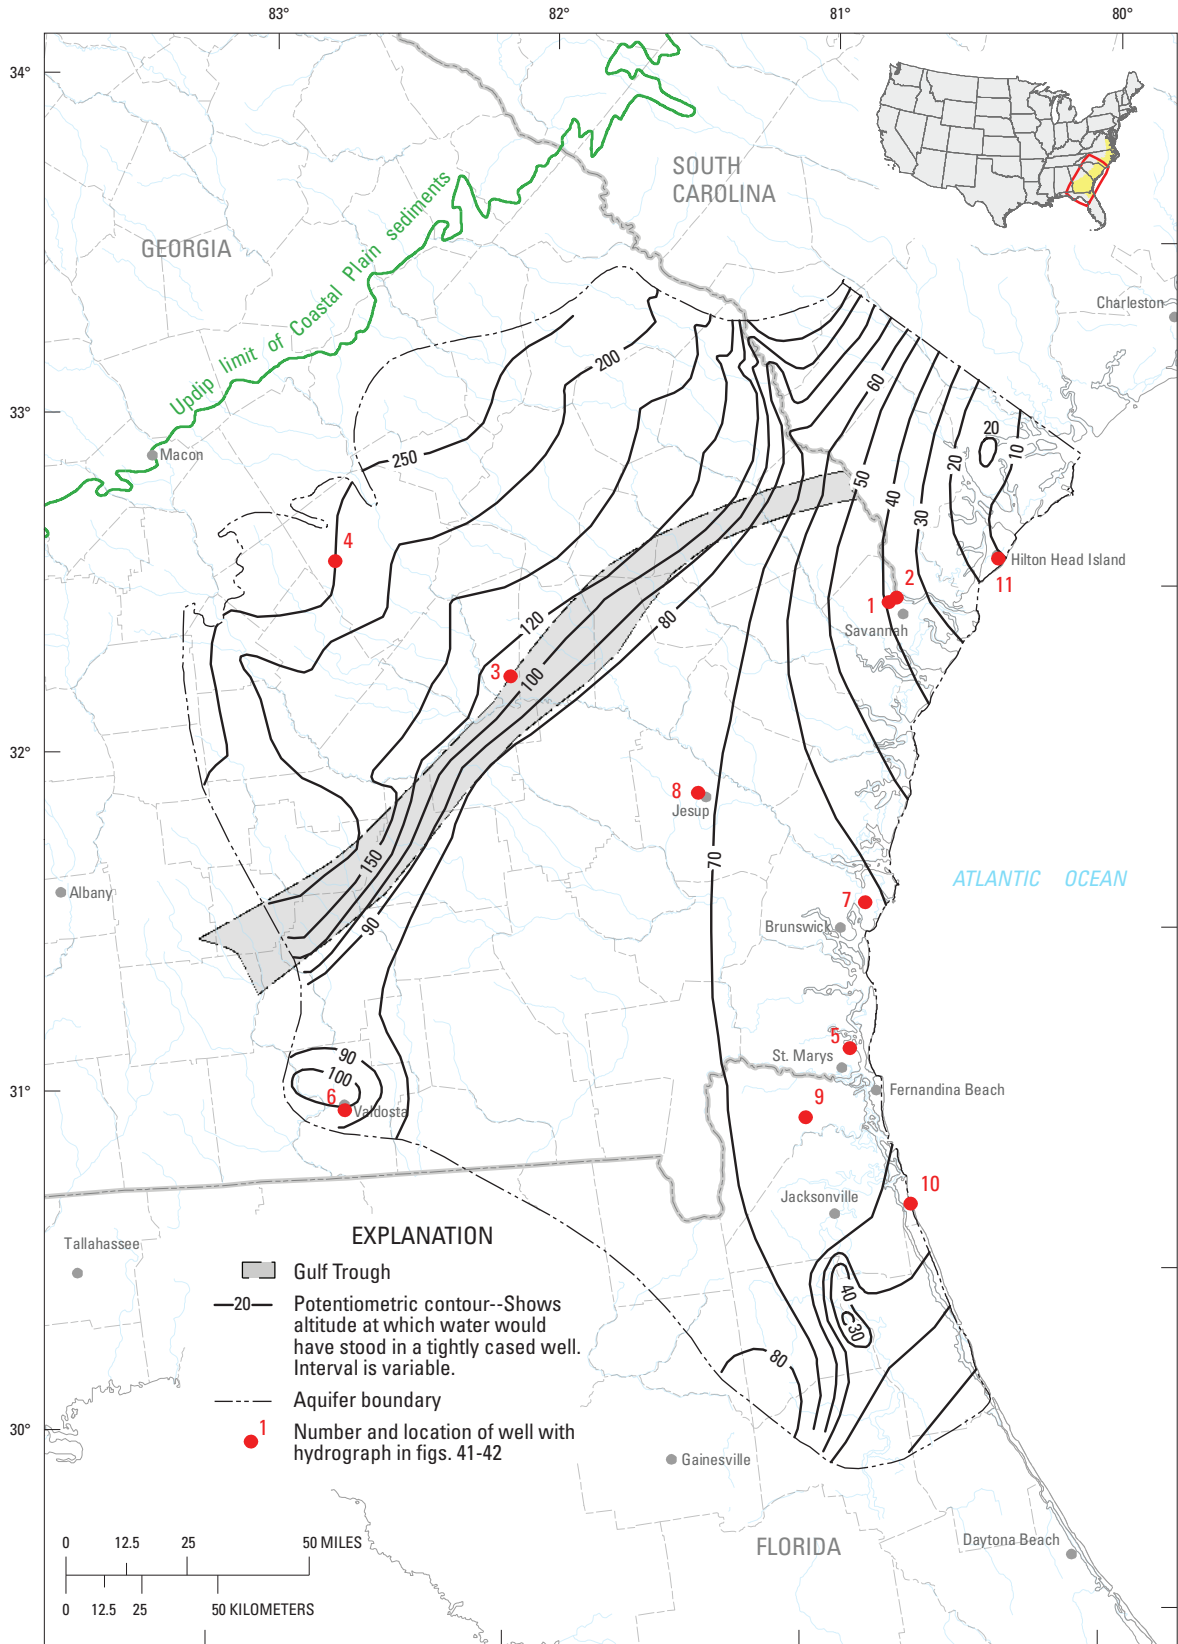 83°
82°
81°
80°
34°
33°
32°
31°
30°
SOUTH
CAROLINA
GEORGIA
Updip limit of Coastal Plain sediments
Charleston
Macon
200
250
60
50
40
30
20
20
10
4
Hilton Head Island
11
2
1
Savannah
120
3
100
80
8
Jesup
70
150
90
Albany
ATLANTIC OCEAN
7
Brunswick
5
St. Marys
90
100
6
Valdosta
9
Fernandina Beach
10
Jacksonville
Tallahassee
40
30
80
Gainesville
FLORIDA
Daytona Beach
EXPLANATION
Gulf Trough
20
Potentiometric contour--Shows
altitude at which water would
have stood in a tightly cased well.
Interval is variable.
Aquifer boundary
1
Number and location of well with
hydrograph in figs. 41-42
0 12.5 25 50 MILES
0 12.5 25 50 KILOMETERS